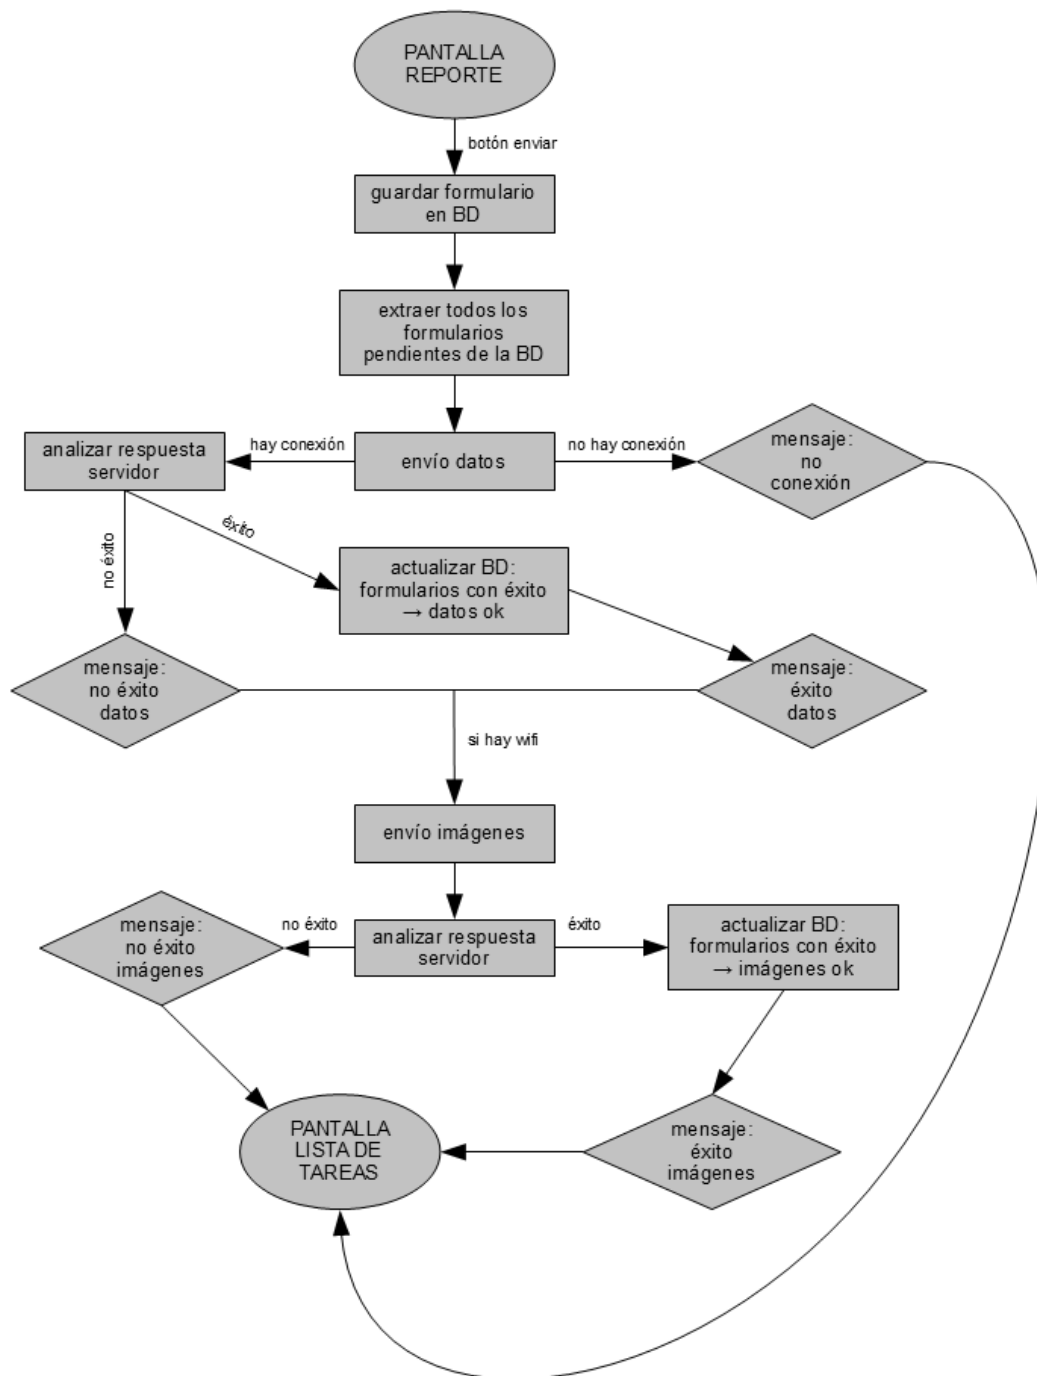 PANTALLA
REPORTE
botón enviar
guardar formulario
en BD
extraer todos los
formularios
pendientes de la BD
analizar respuesta
servidor
hay conexión
envío datos
no hay conexión
mensaje:
no
conexión
no éxito
éxito
actualizar BD:
formularios con éxito
→ datos ok
mensaje:
no éxito
datos
mensaje:
éxito
datos
si hay wifi
envío imágenes
mensaje:
no éxito
imágenes
no éxito
analizar respuesta
servidor
éxito
actualizar BD:
formularios con éxito
→ imágenes ok
PANTALLA
LISTA DE
TAREAS
mensaje:
éxito
imágenes